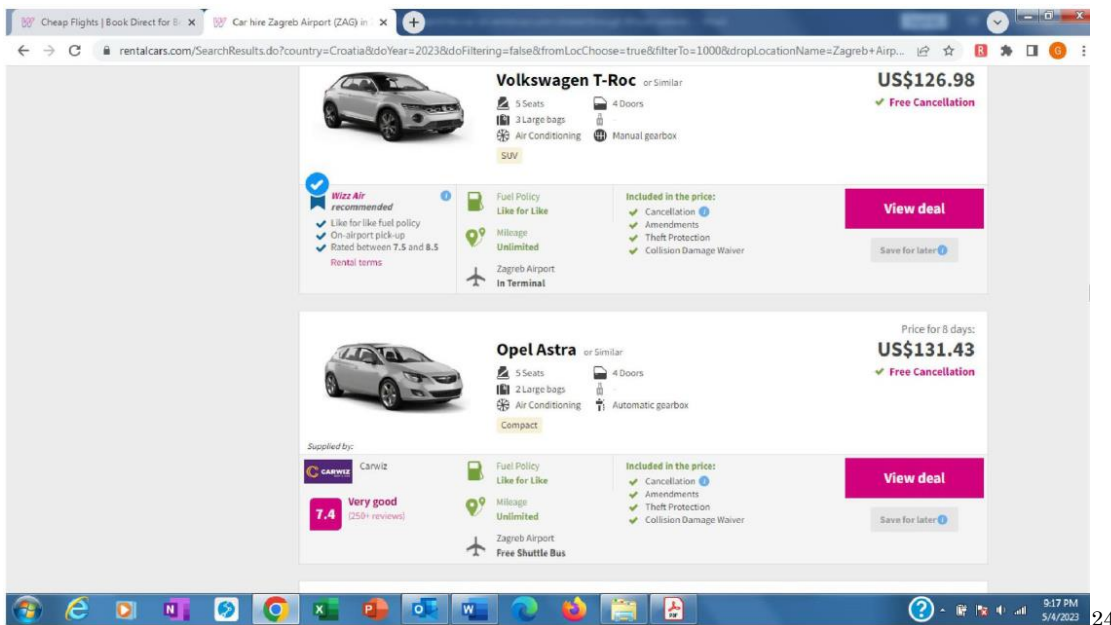 Cheap Flights | Book Direct for
Car hire Zagreb Airport (ZAG) in
rentalcars.com/SearchResults.do?country=Croatia&doYear=2023&doFiltering=false&fromLocChoose=true&filterTo=1000&dropLocationName=Zagreb+Airp...
R
G
Volkswagen T-Roc or Similar
US$126.98
5 Seats 4 Doors
Free Cancellation
3 Large bags -
Air Conditioning Manual gearbox
SUV
Wizz Air
recommended
Like for like fuel policy
On-airport pick-up
Rated between 7.5 and 8.5
Rental terms
Fuel Policy
Like for Like
Mileage
Unlimited
Zagreb Airport
In Terminal
Included in the price:
Cancellation
Amendments
Theft Protection
Collision Damage Waiver
View deal
Save for later
Price for 8 days:
Opel Astra or Similar
US$131.43
5 Seats 4 Doors
Free Cancellation
2 Large bags -
Air Conditioning Automatic gearbox
Compact
Supplied by:
CARWIZ Carwiz
7.4 Very good
(250+ reviews)
Fuel Policy
Like for Like
Mileage
Unlimited
Zagreb Airport
Free Shuttle Bus
Included in the price:
Cancellation
Amendments
Theft Protection
Collision Damage Waiver
View deal
Save for later
9:17 PM
5/4/2023
24